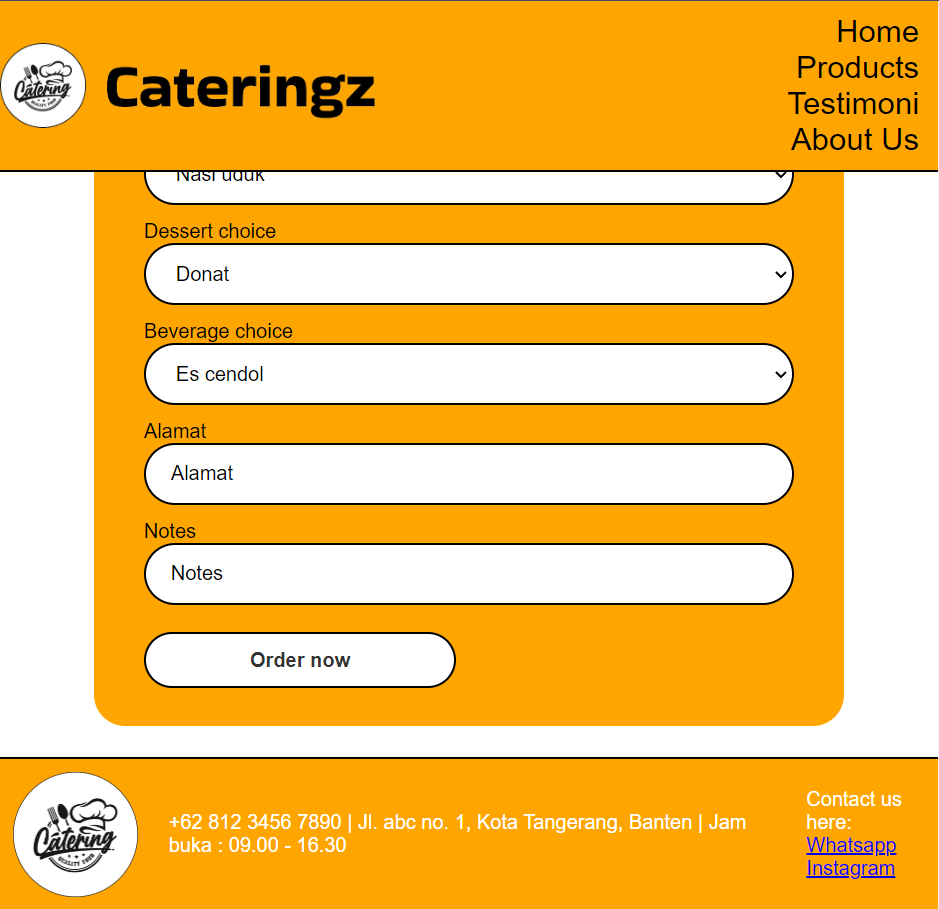 Home
Products
Catering
QUALITY FOOD
Cateringz
Testimoni
About Us
Nasi uduk
Dessert choice
Donat
Beverage choice
Es cendol
Alamat
Alamat
Notes
Notes
Order now
Catering
QUALITY FOOD
+62 812 3456 7890 | Jl. abc no. 1, Kota Tangerang, Banten | Jam
buka : 09.00 - 16.30
Contact us
here:
Whatsapp
Instagram